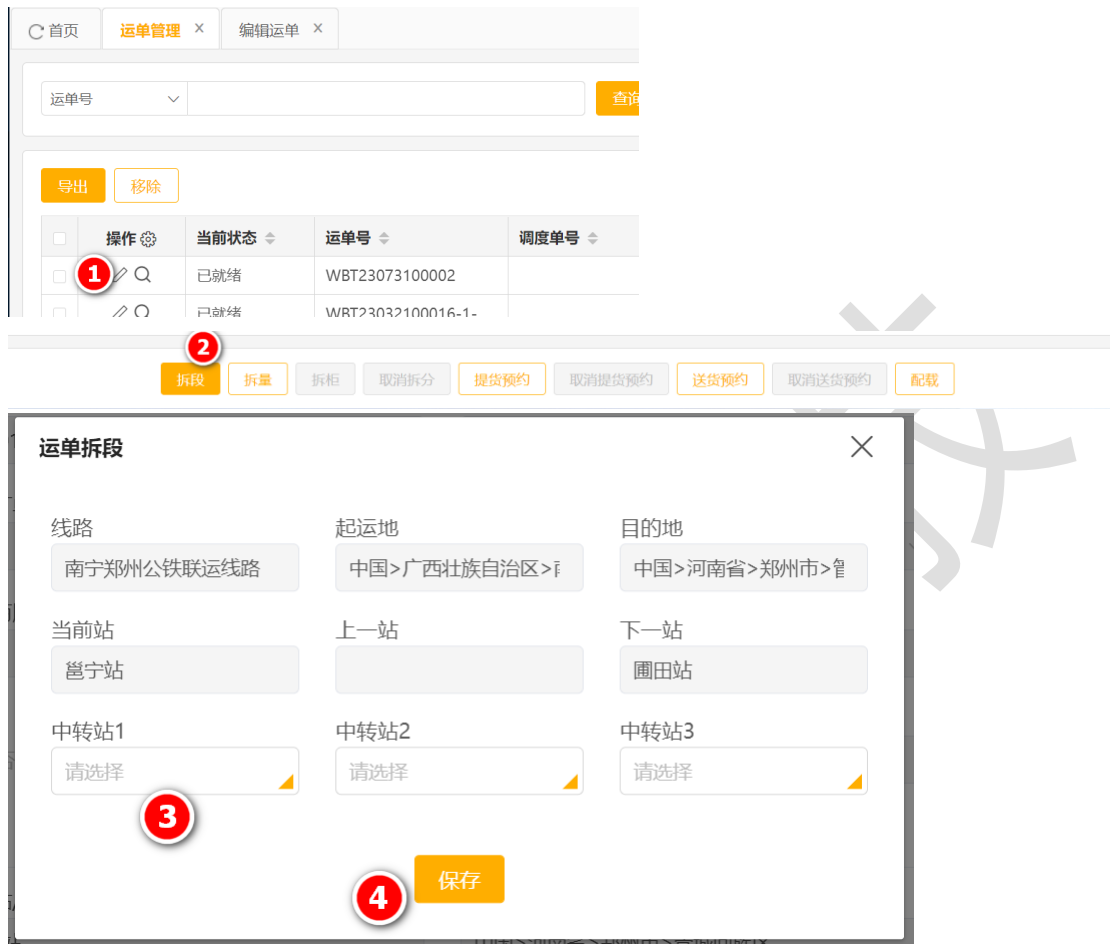 首页 运单管理 × 编辑运单 ×
运单号 查询
导出 移除
操作 当前状态 运单号 调度单号
1 已就绪 WBT23073100002
已就绪 WBT23032100016-1-
2
拆段 拆量 拆柜 取消拆分 提货预约 取消提货预约 送货预约 取消送货预约 配载
运单拆段
线路 起运地 目的地
南宁郑州公铁联运线路 中国>广西壮族自治区> 中国>河南省>郑州市>管
当前站 上一站 下一站
邕宁站 圃田站
中转站1 中转站2 中转站3
请选择 请选择 请选择
3
保存
4